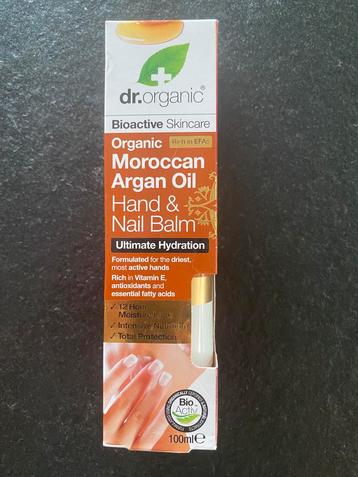 dr.organic®
Bioactive Skincare
Organic Rich in EFAs
Moroccan
Argan Oil
Hand &
Nail Balm
Ultimate Hydration
Formulated for the driest,
most active hands
Rich in Vitamin E,
antioxidants and
essential fatty acids
✓ 12 Hour
✓ Intensive
✓ Total Protection
Bio
Activ
100ml℮